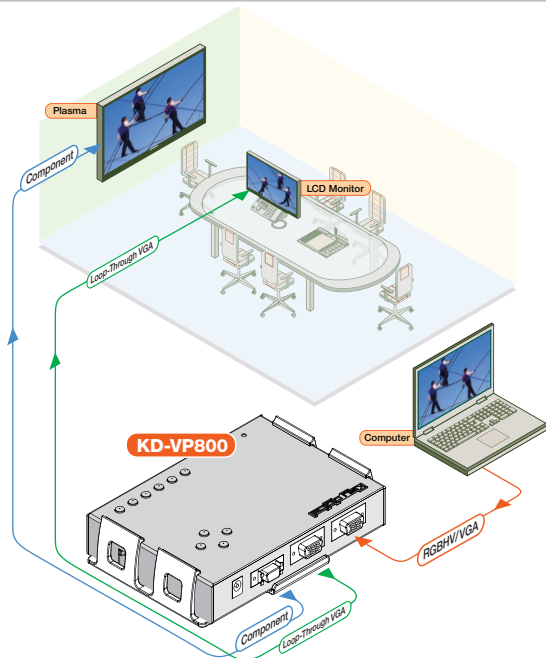 Plasma
Component
LCD Monitor
Loop-Through VGA
KD-VP800
Computer
RGBHV/VGA
Component
Loop-Through VGA